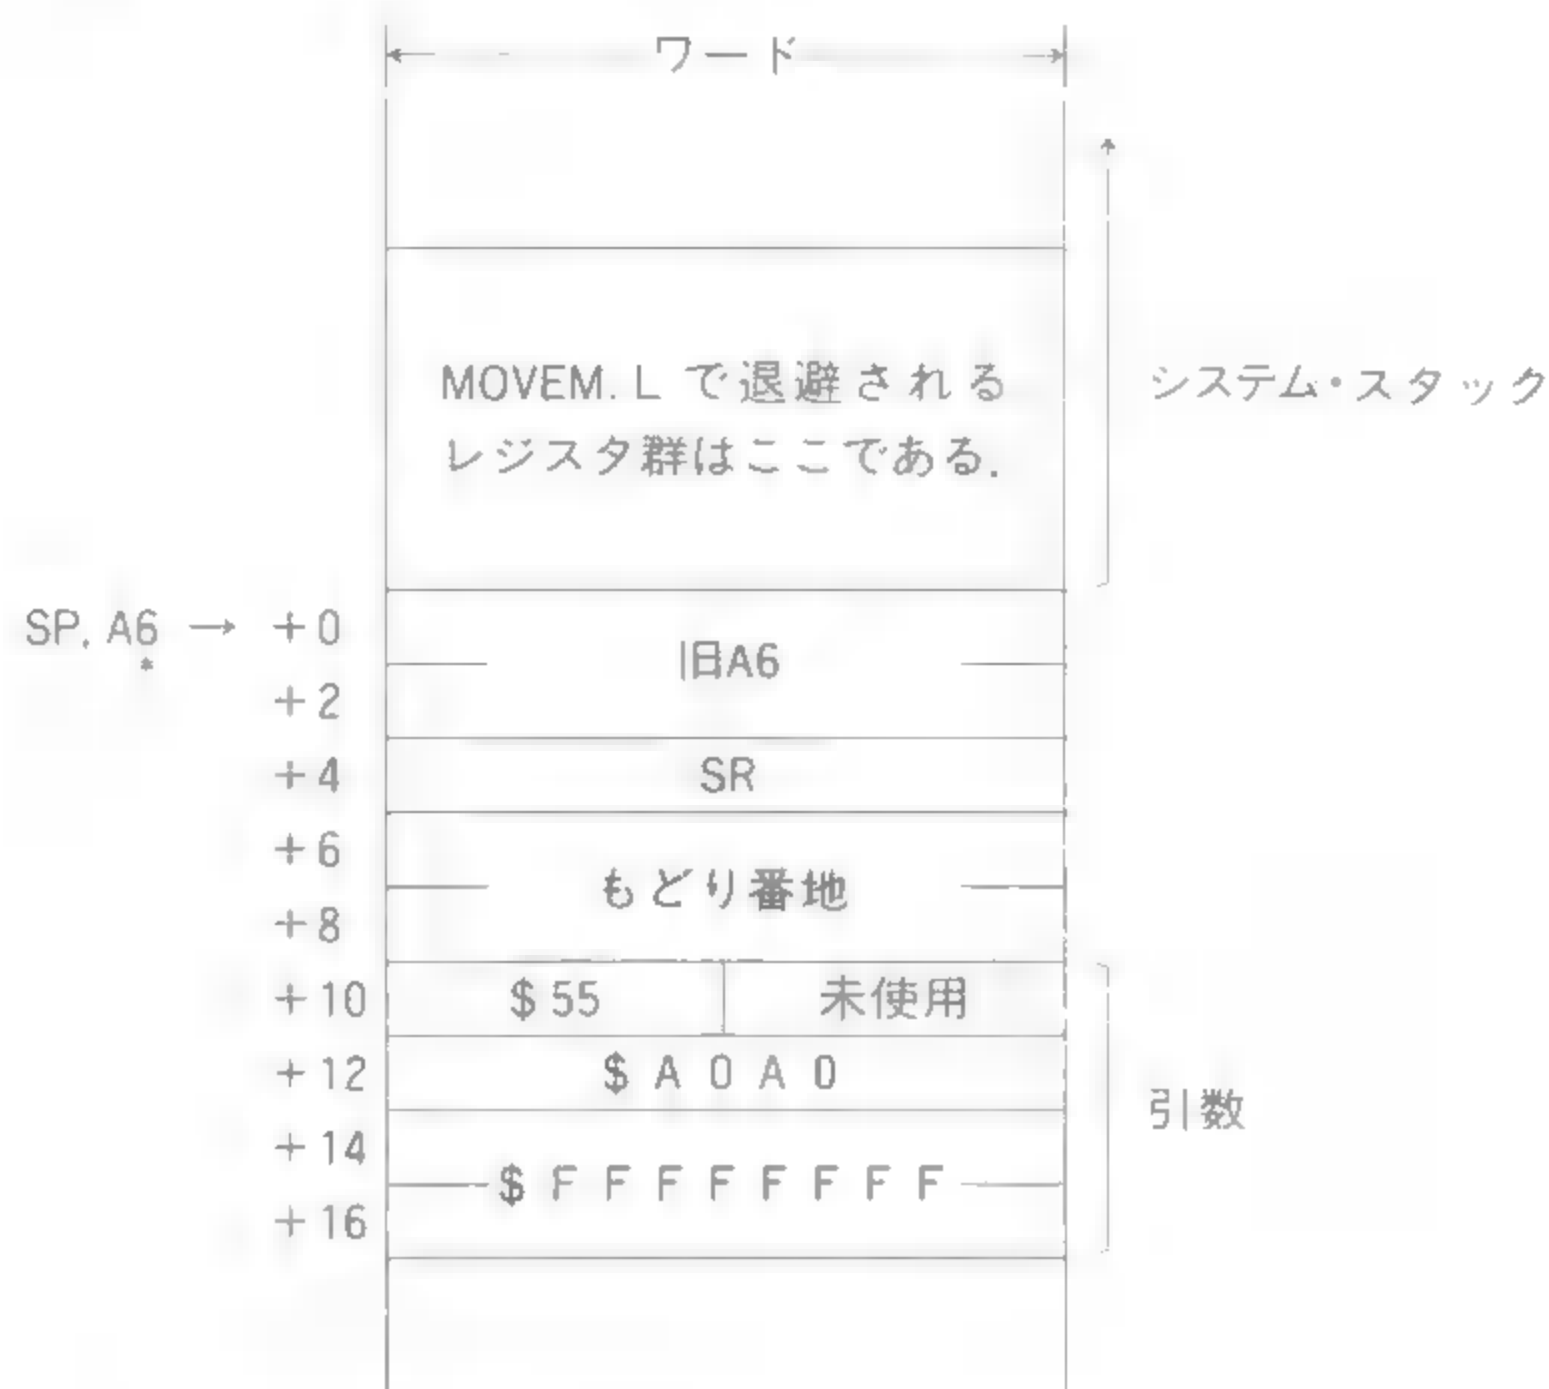 ワード
MOVEM.L で退避される
システム・スタック
レジスタ群はここである.
SP, A6 → +0
旧A6
*
+2
+4
SR
+6
もどり番地
+8
+10
$55
未使用
+12
$A0A0
引数
+14
$FFFFFFFF
+16